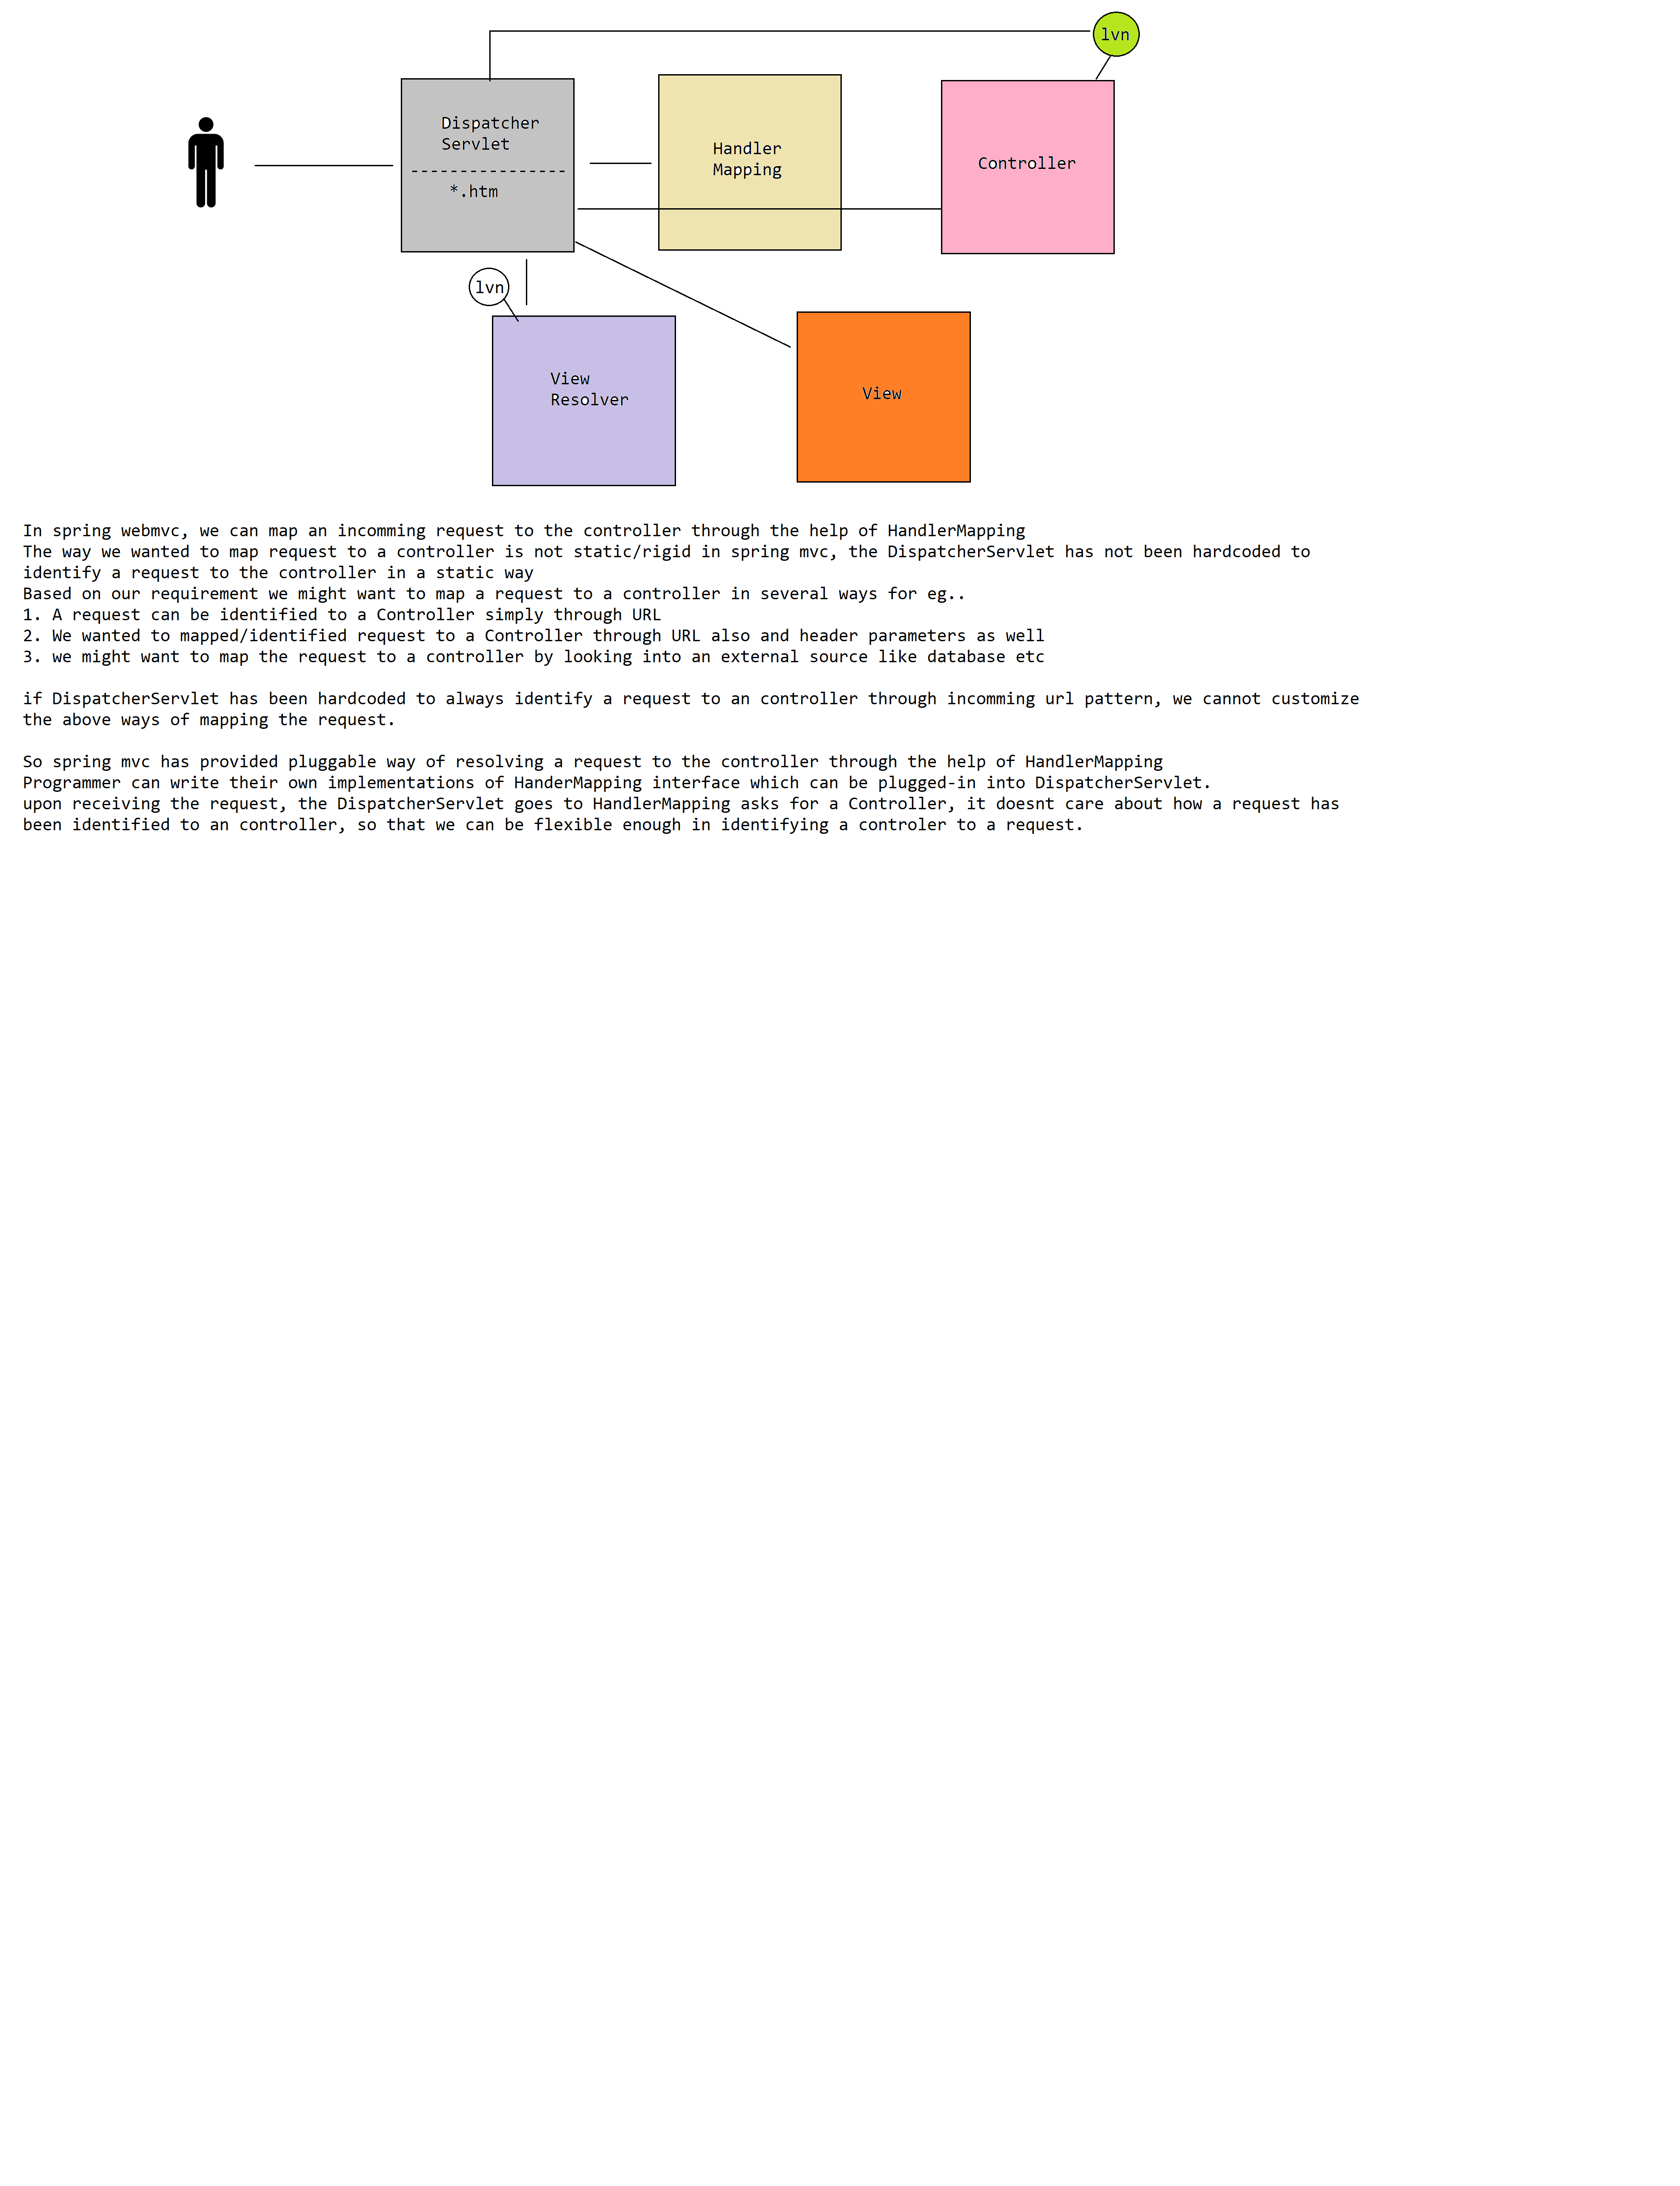 lvn
Dispatcher
Servlet
*.htm
Handler
Mapping
Controller
lvn
View
Resolver
View
In spring webmvc, we can map an incomming request to the controller through the help of HandlerMapping
The way we wanted to map request to a controller is not static/rigid in spring mvc, the DispatcherServlet has not been hardcoded to
identify a request to the controller in a static way
Based on our requirement we might want to map a request to a controller in several ways for eg..
1. A request can be identified to a Controller simply through URL
2. We wanted to mapped/identified request to a Controller through URL also and header parameters as well
3. we might want to map the request to a controller by looking into an external source like database etc
if DispatcherServlet has been hardcoded to always identify a request to an controller through incomming url pattern, we cannot customize
the above ways of mapping the request.
So spring mvc has provided pluggable way of resolving a request to the controller through the help of HandlerMapping
Programmer can write their own implementations of HanderMapping interface which can be plugged-in into DispatcherServlet.
upon receiving the request, the DispatcherServlet goes to HandlerMapping asks for a Controller, it doesnt care about how a request has
been identified to an controller, so that we can be flexible enough in identifying a controler to a request.